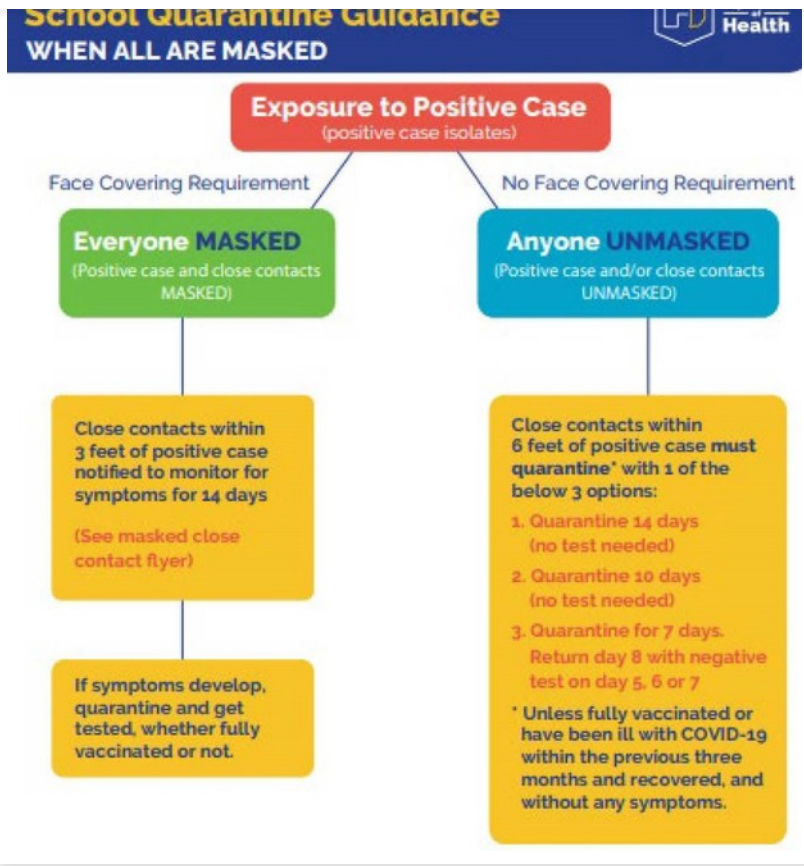 School Quarantine Guidance
WHEN ALL ARE MASKED
of
Health
Exposure to Positive Case
(positive case isolates)
Face Covering Requirement
No Face Covering Requirement
Everyone MASKED
(Positive case and close contacts
MASKED)
Anyone UNMASKED
(Positive case and/or close contacts
UNMASKED)
Close contacts within
3 feet of positive case
notified to monitor for
symptoms for 14 days
(See masked close
contact flyer)
If symptoms develop,
quarantine and get
tested, whether fully
vaccinated or not.
Close contacts within
6 feet of positive case must
quarantine* with 1 of the
below 3 options:
1. Quarantine 14 days
(no test needed)
2. Quarantine 10 days
(no test needed)
3. Quarantine for 7 days.
Return day 8 with negative
test on day 5, 6 or 7
* Unless fully vaccinated or
have been ill with COVID-19
within the previous three
months and recovered, and
without any symptoms.